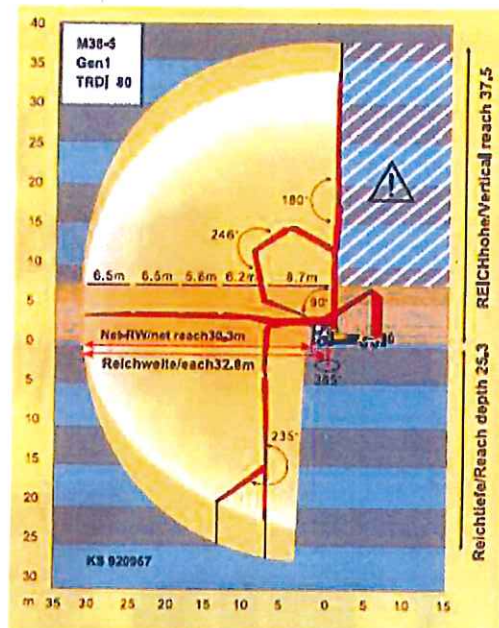 M38-5
Gen1
TRDJ 80
40
35
30
25
20
15
10
5
0
5
10
15
20
25
30
180°
246°
6.5m 6.5m 5.6m 6.2m 8.7m
90°
Net-RW/net reach30,3m
Reichweite/each32.8m
365°
235°
KS 920967
m 35 30 25 20 15 10 5 0 5 10 15
REICHhohe/Vertical reach 37,5
Reichtiefe/Reach depth 25,3